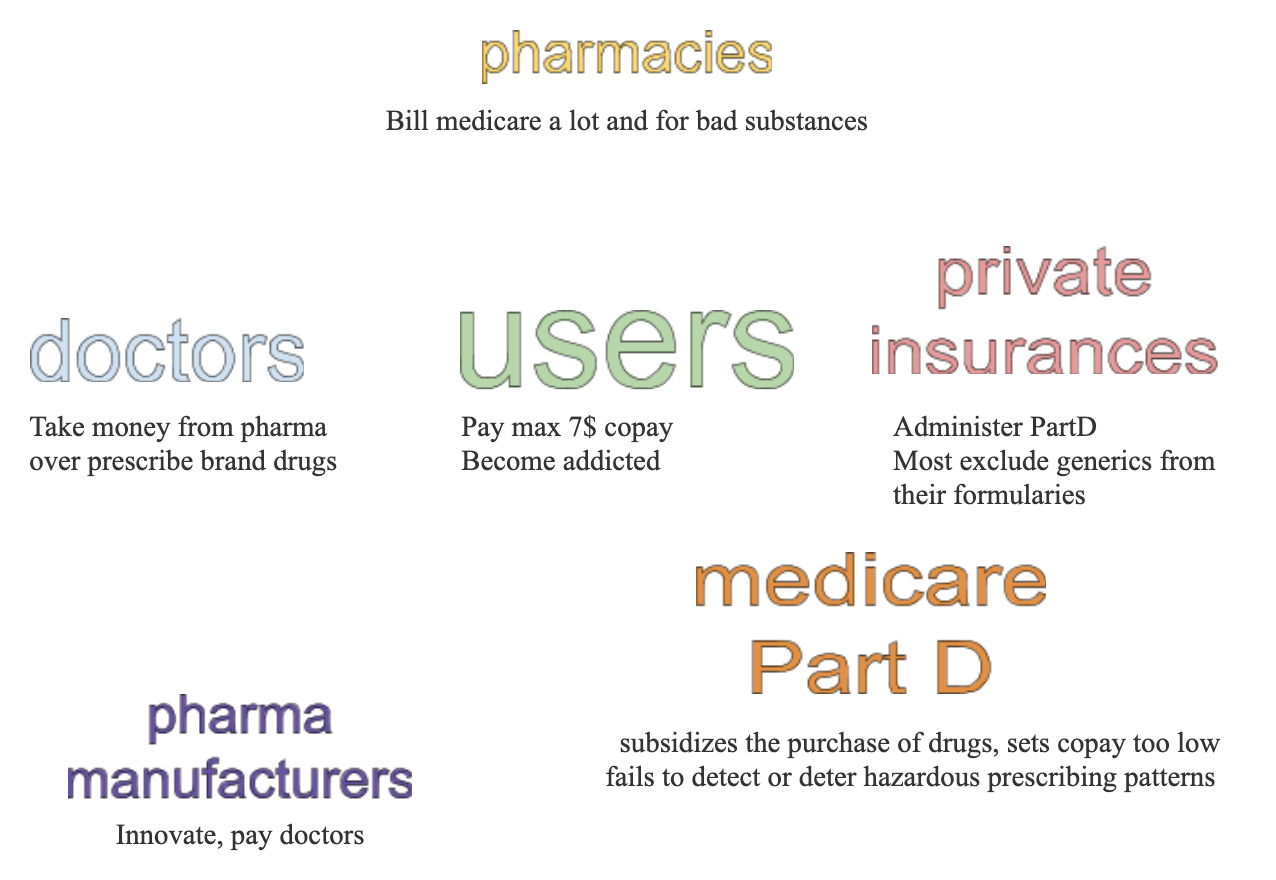 pharmacies
Bill medicare a lot and for bad substances
doctors
Take money from pharma
over prescribe brand drugs
users
Pay max 7$ copay
Become addicted
private
insurances
Administer PartD
Most exclude generics from
their formularies
pharma
manufacturers
Innovate, pay doctors
medicare
Part D
subsidizes the purchase of drugs, sets copay too low
fails to detect or deter hazardous prescribing patterns